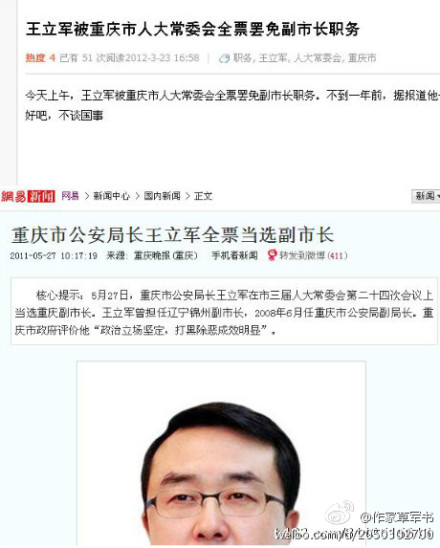 王立军被重庆市人大常委会全票罢免副市长职务
热度 4 已有 51 次阅读2012-3-23 16:58 职务, 王立军, 人大常委会, 重庆市
今天上午，王立军被重庆市人大常委会全票罢免副市长职务。不到一年前，据报道他
好吧，不谈国事
網易 新闻 网易 > 新闻中心 > 国内新闻 > 正文 新闻
重庆市公安局长王立军全票当选副市长
2011-05-27 10:17:19 来源: 重庆晚报(重庆) 手机看新闻 转发到微博(411)
核心提示：5月27日，重庆市公安局长王立军在市三届人大常委会第二十四次会议上
当选重庆副市长。王立军曾担任辽宁锦州副市长，2008年6月任重庆市公安局副局长。重
庆市政府评价他“政治立场坚定，打黑除恶成效明显”。
@作家草军书